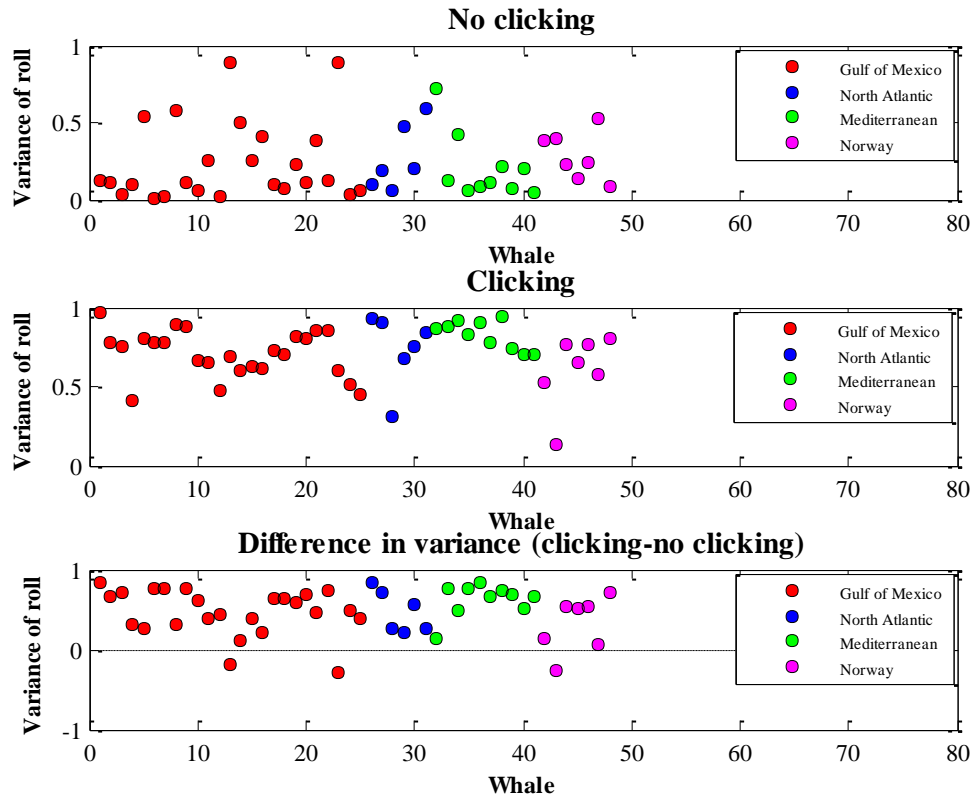 No clicking
1
0.5
0
Variance of roll
0 10 20 30 40 50 60 70 80
Whale
Gulf of Mexico
North Atlantic
Mediterranean
Norway
Clicking
1
0.5
0
Variance of roll
0 10 20 30 40 50 60 70 80
Whale
Gulf of Mexico
North Atlantic
Mediterranean
Norway
Difference in variance (clicking-no clicking)
1
0
-1
Variance of roll
0 10 20 30 40 50 60 70 80
Whale
Gulf of Mexico
North Atlantic
Mediterranean
Norway